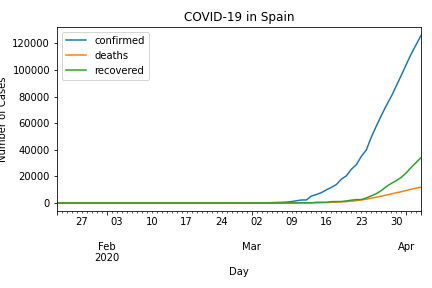 COVID-19 in Spain
confirmed
deaths
recovered
Number of Cases
120000
100000
80000
60000
40000
20000
0
27 03 10 17 24 02 09 16 23 30
Feb Mar Apr
2020
Day